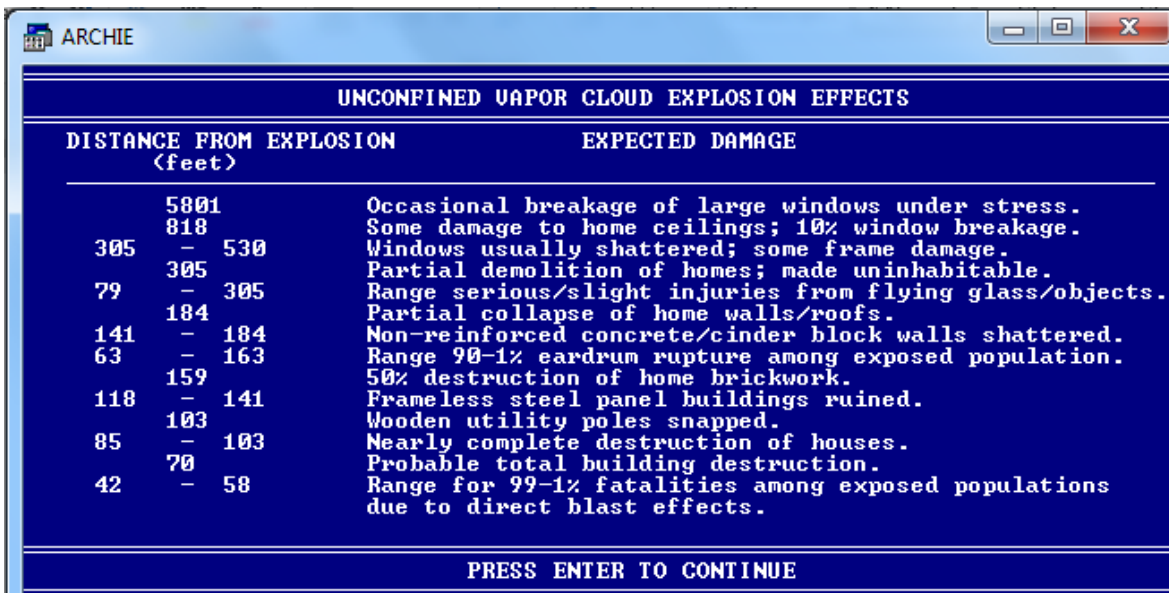 ARCHIE
UNCONFINED VAPOR CLOUD EXPLOSION EFFECTS
DISTANCE FROM EXPLOSION EXPECTED DAMAGE
(feet)
5801 Occasional breakage of large windows under stress.
818 Some damage to home ceilings; 10% window breakage.
305 - 530 Windows usually shattered; some frame damage.
305 Partial demolition of homes; made uninhabitable.
79 - 305 Range serious/slight injuries from flying glass/objects.
184 Partial collapse of home walls/roofs.
141 - 184 Non-reinforced concrete/cinder block walls shattered.
63 - 163 Range 90-1% eardrum rupture among exposed population.
159 50% destruction of home brickwork.
118 - 141 Frameless steel panel buildings ruined.
103 Wooden utility poles snapped.
85 - 103 Nearly complete destruction of houses.
70 Probable total building destruction.
42 - 58 Range for 99-1% fatalities among exposed populations
due to direct blast effects.
PRESS ENTER TO CONTINUE